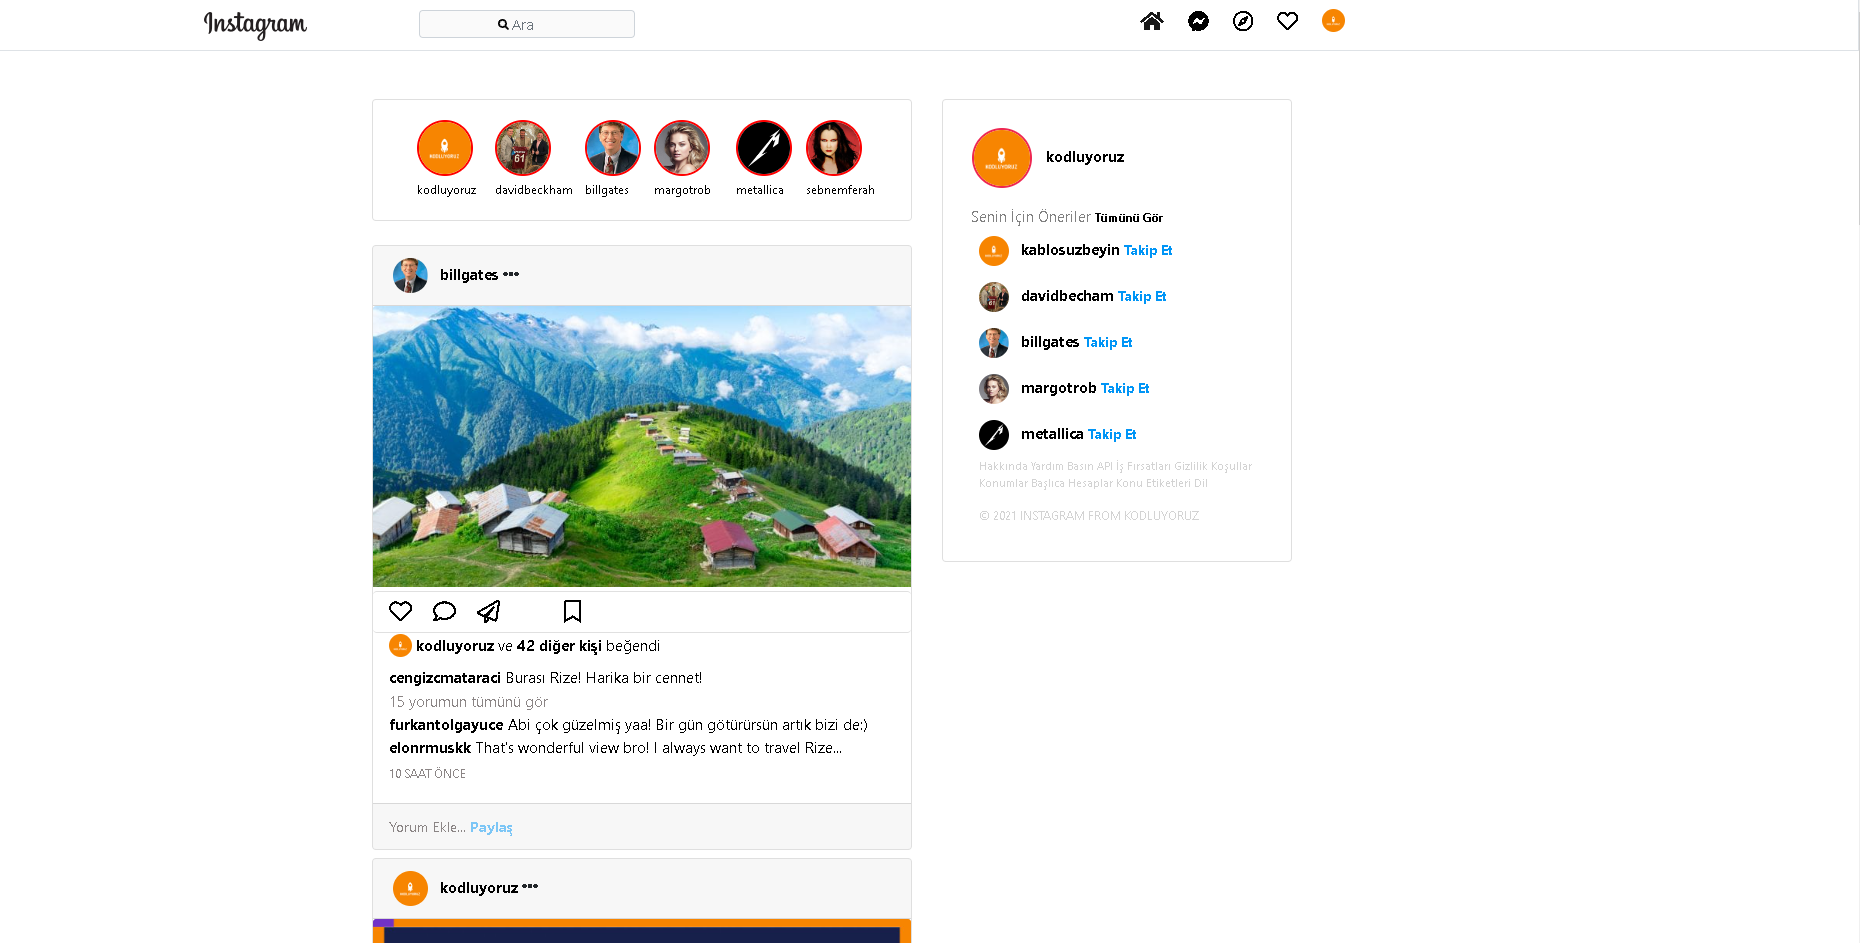 Instagram
Ara
kodluyoruz davidbeckham billgates margotrob metallica sebnemferah
billgates •••
kodluyoruz ve 42 diğer kişi beğendi
cengizcmataraci Burası Rize! Harika bir cennet!
15 yorumun tümünü gör
furkantolgayuce Abi çok güzelmiş yaa! Bir gün götürürsün artık bizi de:)
elonrmuskk That's wonderful view bro! I always want to travel Rize...
10 SAAT ÖNCE
Yorum Ekle... Paylaş
kodluyoruz •••
KODLUYORUZ
kodluyoruz
Senin İçin Öneriler Tümünü Gör
kablosuzbeyin Takip Et
davidbecham Takip Et
billgates Takip Et
margotrob Takip Et
metallica Takip Et
Hakkında Yardım Basın API İş Fırsatları Gizlilik Koşullar
Konumlar Başlıca Hesaplar Konu Etiketleri Dil
© 2021 INSTAGRAM FROM KODLUYORUZ